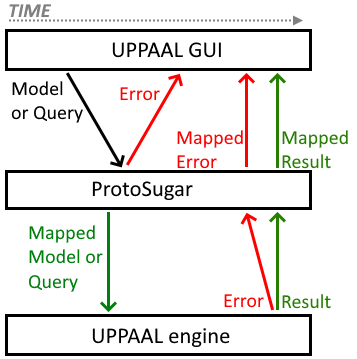 TIME
UPPAAL GUI
Model
or Query
Error
Mapped
Error
Mapped
Result
ProtoSugar
Mapped
Model or
Query
Error
Result
UPPAAL engine